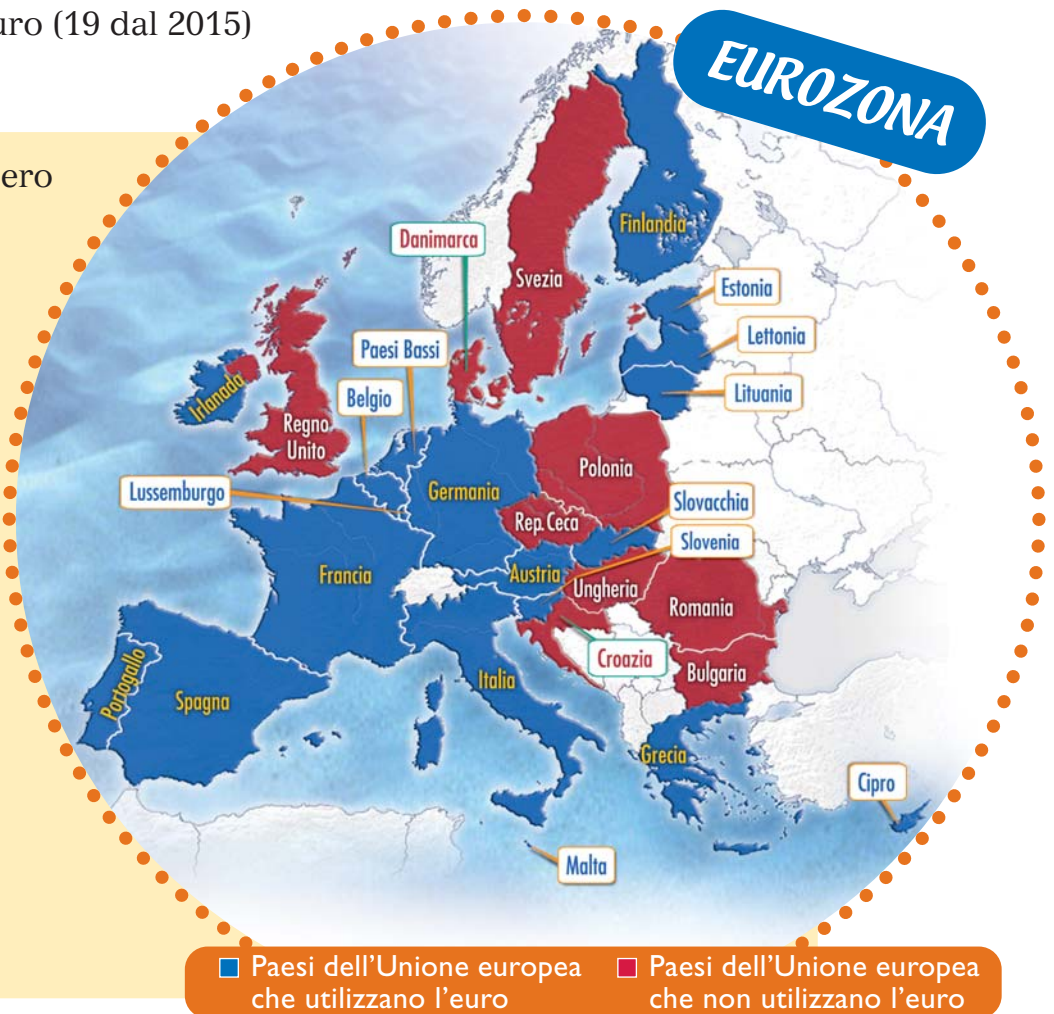 uro (19 dal 2015)
EUROZONA
ero
Finlandia
Danimarca
Svezia
Estonia
Lettonia
Paesi Bassi
Lituania
Belgio
Irlanda
Regno
Unito
Polonia
Lussemburgo
Germania
Slovacchia
Rep. Ceca
Slovenia
Francia
Austria
Ungheria
Romania
Croazia
Bulgaria
Italia
Portogallo
Spagna
Grecia
Cipro
Malta
Paesi dell'Unione europea
che utilizzano l'euro
Paesi dell'Unione europea
che non utilizzano l'euro